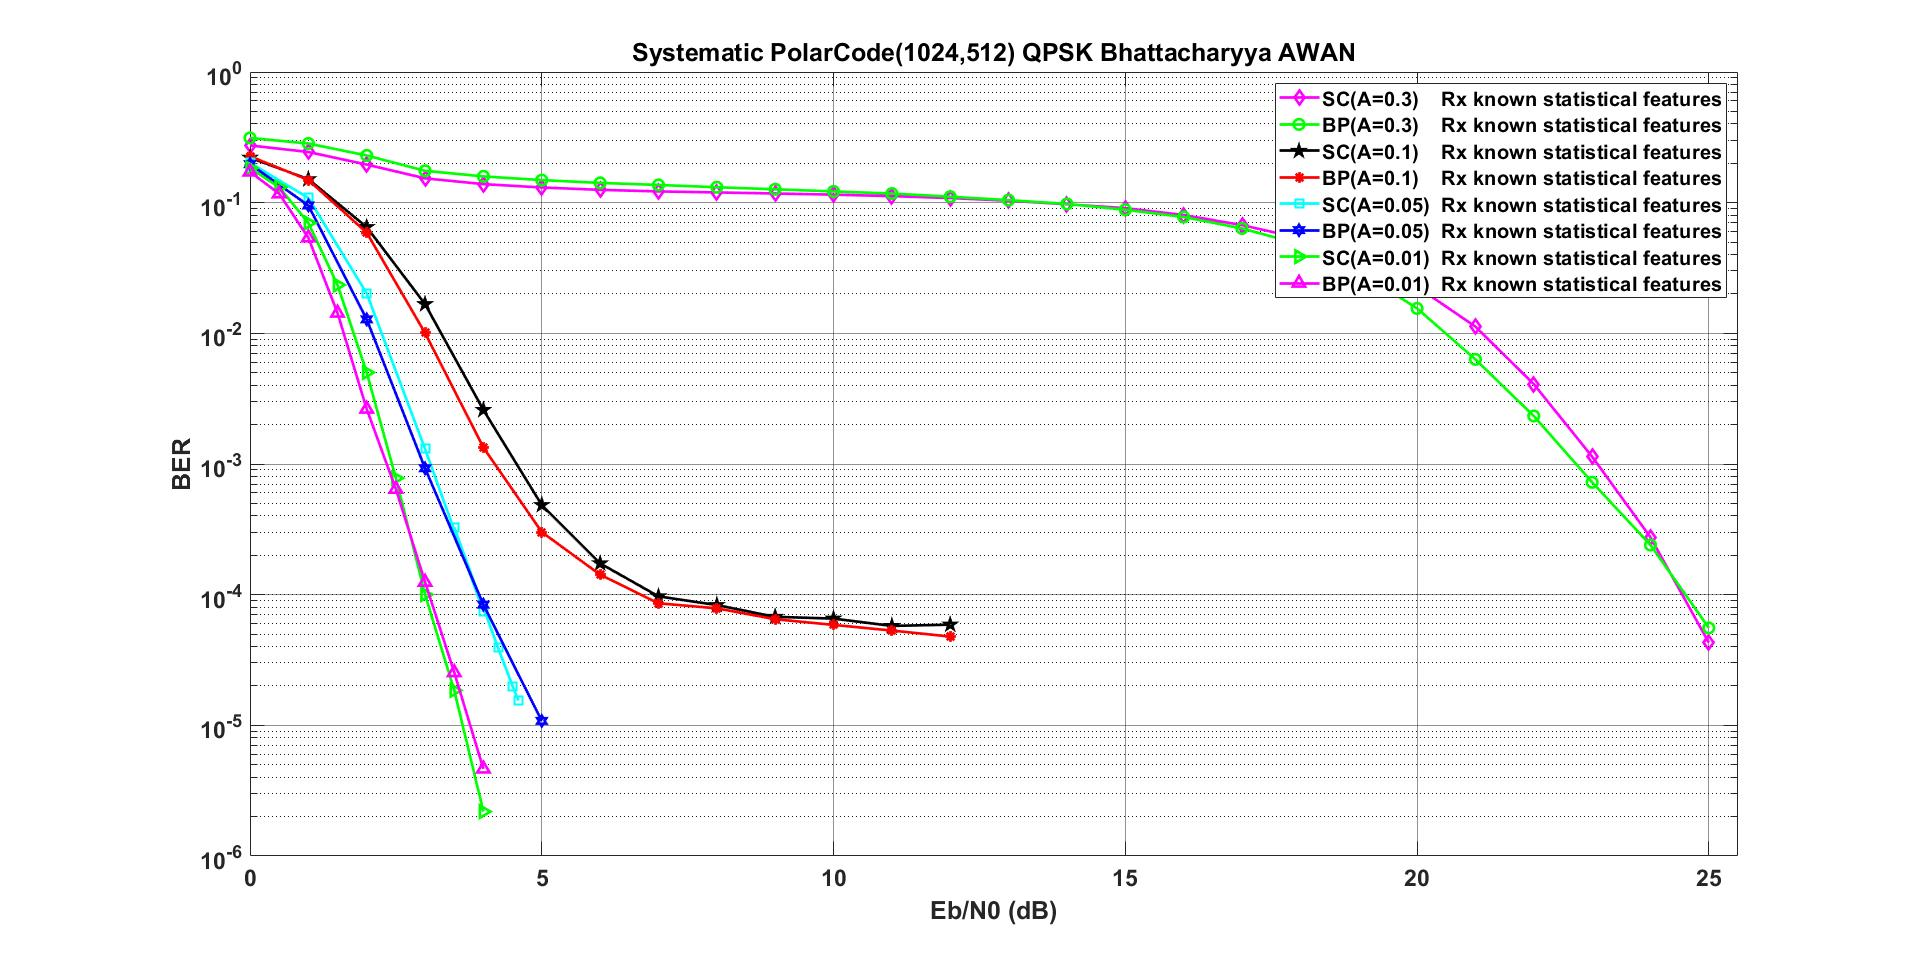 Systematic PolarCode(1024,512) QPSK Bhattacharyya AWAN
10^0
10^-1
10^-2
10^-3
10^-4
10^-5
10^-6
BER
SC(A=0.3) Rx known statistical features
BP(A=0.3) Rx known statistical features
SC(A=0.1) Rx known statistical features
BP(A=0.1) Rx known statistical features
SC(A=0.05) Rx known statistical features
BP(A=0.05) Rx known statistical features
SC(A=0.01) Rx known statistical features
BP(A=0.01) Rx known statistical features
0 5 10 15 20 25
Eb/N0 (dB)